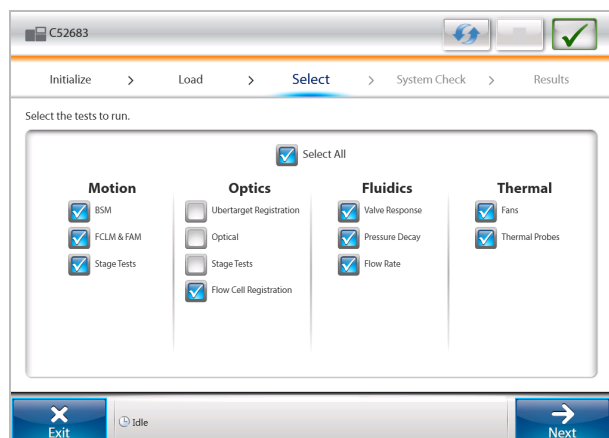 C52683
Initialize > Load > Select > System Check > Results
Select the tests to run.
Select All
Motion
BSM
FCLM & FAM
Stage Tests
Optics
Ubertarget Registration
Optical
Stage Tests
Flow Cell Registration
Fluidics
Valve Response
Pressure Decay
Flow Rate
Thermal
Fans
Thermal Probes
Exit
Idle
Next